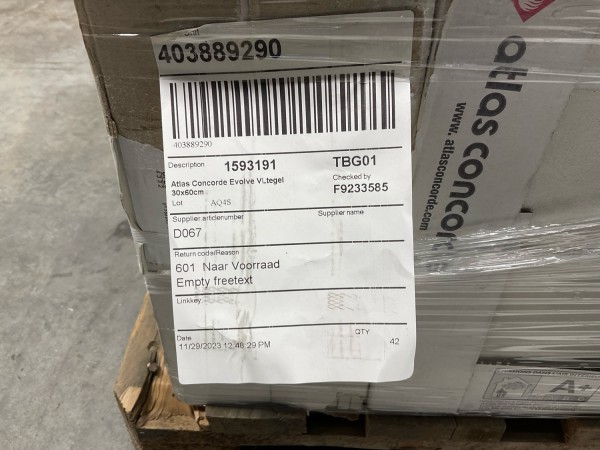 Unit
403889290
403889290
Description 1593191 TBG01
Atlas Concorde Evolve Vl.tegel
30x60cm
Checked by
F9233585
Lot AQ4S
Supplier.artidenumber Supplier name
D067
Return code/Reason
601 Naar Voorraad
Empty freetext
Linkkey
QTY
42
Date
11/29/2023 12:48:29 PM
atlas concorde
www.atlasconcorde.com
A+